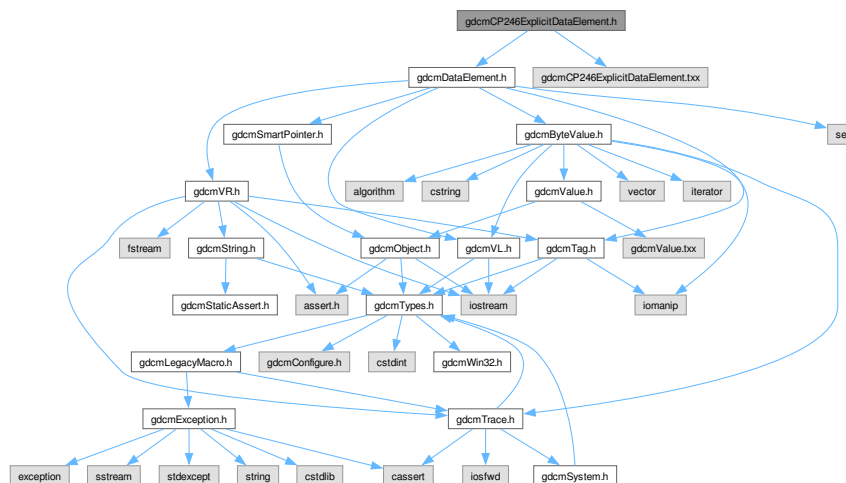 gdcmCP246ExplicitDataElement.h
gdcmDataElement.h
gdcmCP246ExplicitDataElement.txx
gdcmSmartPointer.h
gdcmByteValue.h
se
gdcmVR.h
algorithm
cstring
gdcmValue.h
vector
iterator
fstream
gdcmString.h
gdcmObject.h
gdcmVL.h
gdcmTag.h
gdcmValue.txx
gdcmStaticAssert.h
assert.h
gdcmTypes.h
iostream
iomanip
gdcmLegacyMacro.h
gdcmConfigure.h
cstdint
gdcmWin32.h
gdcmException.h
gdcmTrace.h
exception
sstream
stdexcept
string
cstdlib
cassert
iosfwd
gdcmSystem.h